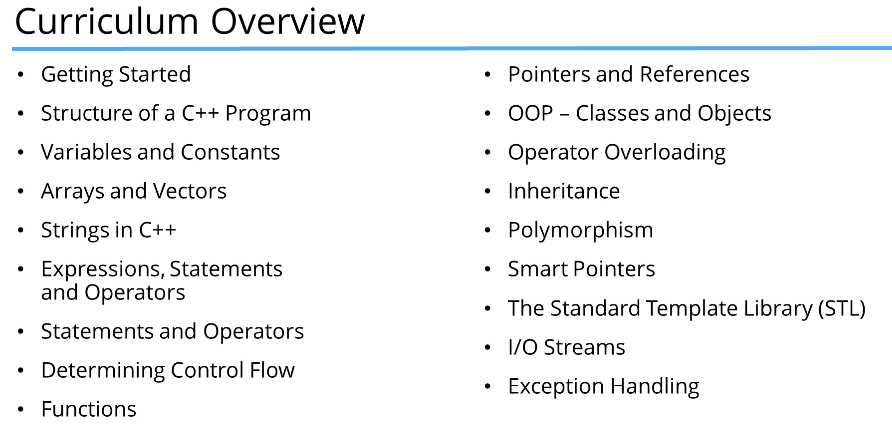 Curriculum Overview
• Getting Started
• Structure of a C++ Program
• Variables and Constants
• Arrays and Vectors
• Strings in C++
• Expressions, Statements
and Operators
• Statements and Operators
• Determining Control Flow
• Functions
• Pointers and References
• OOP – Classes and Objects
• Operator Overloading
• Inheritance
• Polymorphism
• Smart Pointers
• The Standard Template Library (STL)
• I/O Streams
• Exception Handling